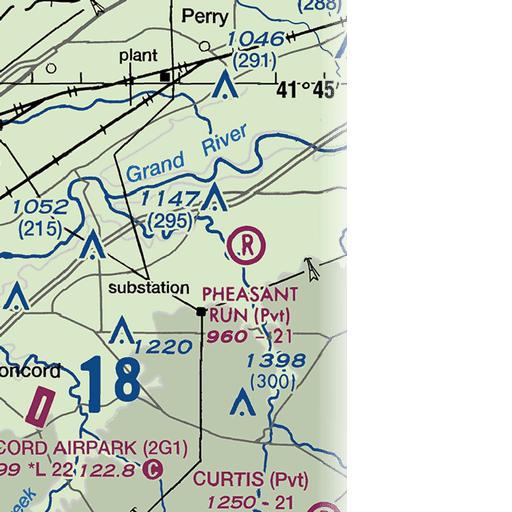 (288)
Perry
1046
(291)
plant
41°45'
Grand River
1147
(295)
1052
(215)
R
substation
PHEASANT
RUN (Pvt)
960 - 21
1220
1398
(300)
oncord
18
CORD AIRPARK (2G1)
99 *L 22 122.8 C
CURTIS (Pvt)
1250 - 21
eek